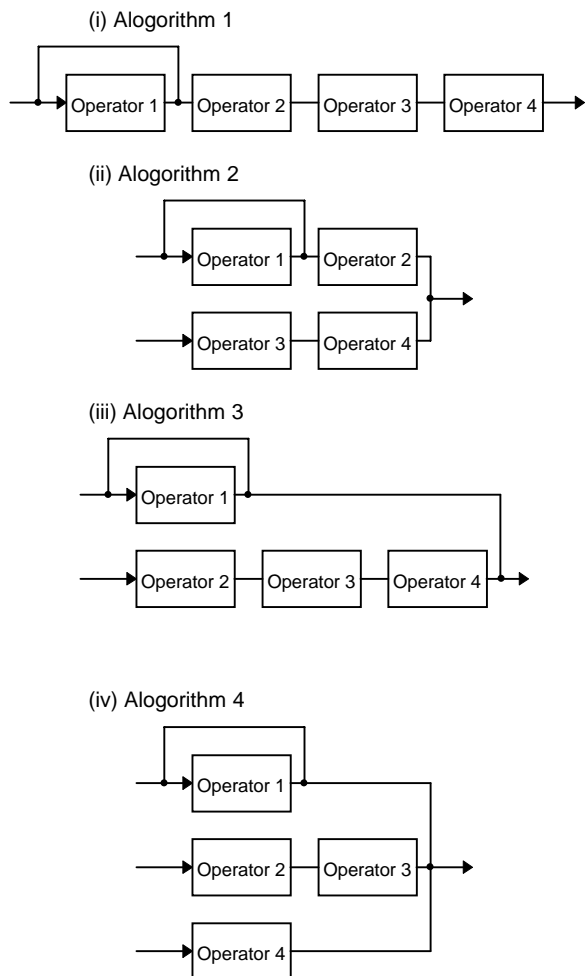 (i) Alogorithm 1
Operator 1 Operator 2 Operator 3 Operator 4
(ii) Alogorithm 2
Operator 1 Operator 2
Operator 3 Operator 4
(iii) Alogorithm 3
Operator 1
Operator 2 Operator 3 Operator 4
(iv) Alogorithm 4
Operator 1
Operator 2 Operator 3
Operator 4